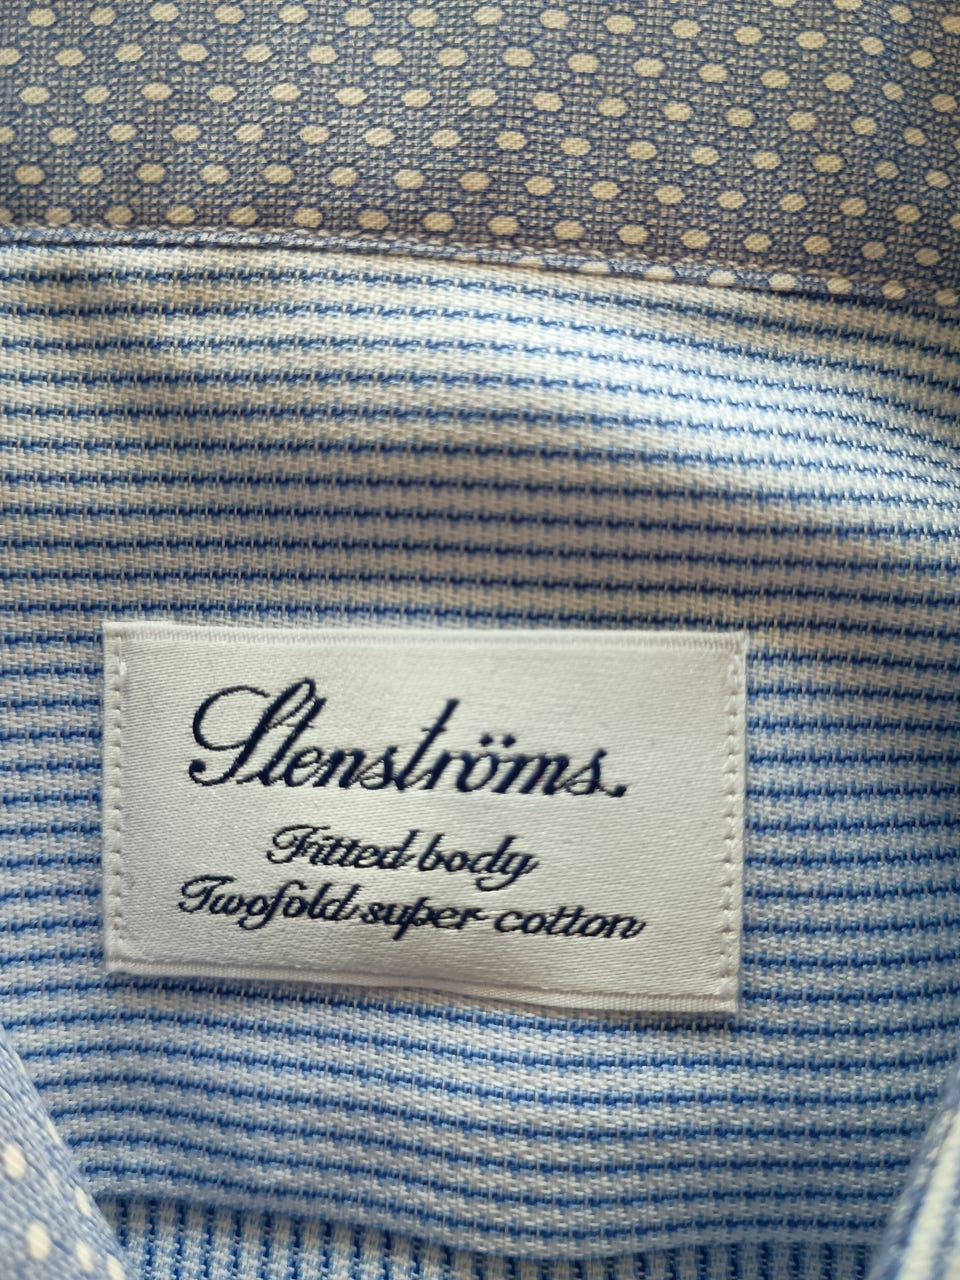 Stenströms.
Fitted body
Twofold super cotton